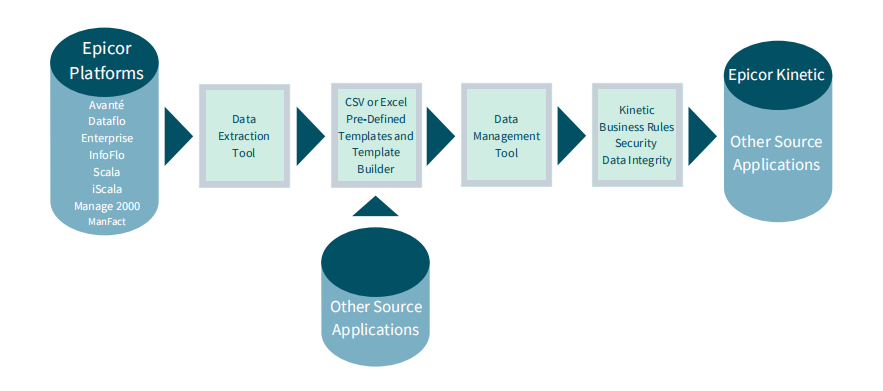 Epicor
Platforms
Avanté
Dataflo
Enterprise
InfoFlo
Scala
iScala
Manage 2000
ManFact
Data
Extraction
Tool
CSV or Excel
Pre-Defined
Templates and
Template
Builder
Data
Management
Tool
Kinetic
Business Rules
Security
Data Integrity
Epicor Kinetic
Other Source
Applications
Other Source
Applications